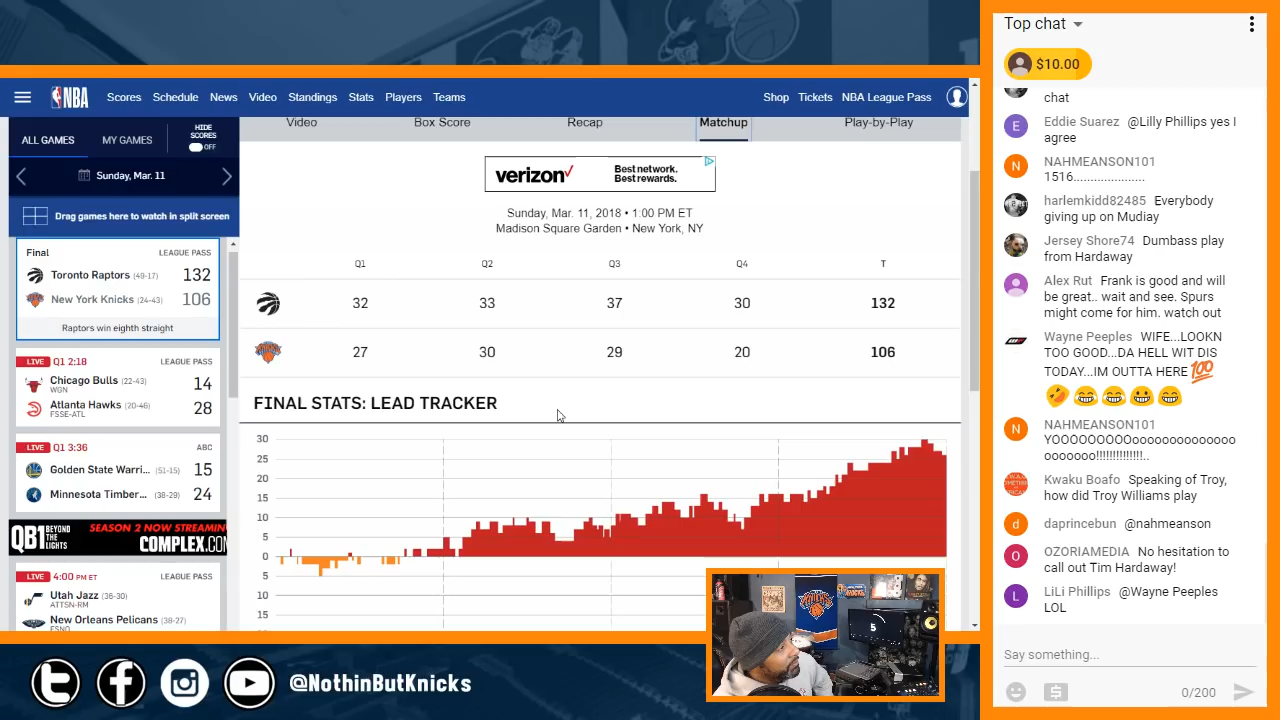 NBA
Scores Schedule News Video Standings Stats Players Teams
Shop Tickets NBA League Pass
ALL GAMES MY GAMES
HIDE
SCORES
OFF
Sunday, Mar. 11
Drag games here to watch in split screen
Final LEAGUE PASS
Toronto Raptors (49-17) 132
New York Knicks (24-43) 106
Raptors win eighth straight
LIVE Q1 2:18 LEAGUE PASS
Chicago Bulls (22-43) 14
WGN
Atlanta Hawks (20-46) 28
FSSE-ATL
LIVE Q1 3:36 ABC
Golden State Warri... (51-15) 15
Minnesota Timber... (38-29) 24
QB1 BEYOND THE LIGHTS
SEASON 2 NOW STREAMIN
COMPLEX.CO
LIVE 4:00 PM ET LEAGUE PASS
Utah Jazz (36-30)
ATTSN-RM
New Orleans Pelicans (38-27)
FSNO
Video Box Score Recap Matchup Play-by-Play
verizon✓
Best network.
Best rewards.
Sunday, Mar. 11, 2018 • 1:00 PM ET
Madison Square Garden • New York, NY
Q1 Q2 Q3 Q4 T
32 33 37 30 132
27 30 29 20 106
FINAL STATS: LEAD TRACKER
30
25
20
15
10
5
0
5
10
15
5
@NothinButKnicks
Top chat
$10.00
chat
Eddie Suarez @Lilly Phillips yes I
agree
NAHMEANSON101
1516.....................
harlemkidd82485 Everybody
giving up on Mudiay
Jersey Shore74 Dumbass play
from Hardaway
Alex Rut Frank is good and will
be great.. wait and see. Spurs
might come for him. watch out
Wayne Peeples WIFE...LOOKN
TOO GOOD...DA HELL WIT DIS
TODAY...IM OUTTA HERE 💯
🤣😂😂😀😂
NAHMEANSON101
YOOOOOOOOOooooooooooooooo
ooooooo!!!!!!!!!!!!!!..
Kwaku Boafo Speaking of Troy,
how did Troy Williams play
daprincebun @nahmeanson
OZORIAMEDIA No hesitation to
call out Tim Hardaway!
LiLi Phillips @Wayne Peeples
LOL
Say something...
0/200